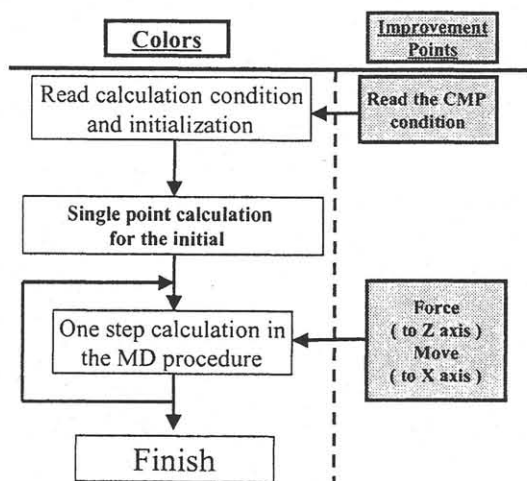 Colors
Improvement
Points
Read calculation condition
and initialization
Read the CMP
condition
Single point calculation
for the initial
One step calculation in
the MD procedure
Force
( to Z axis )
Move
( to X axis )
Finish